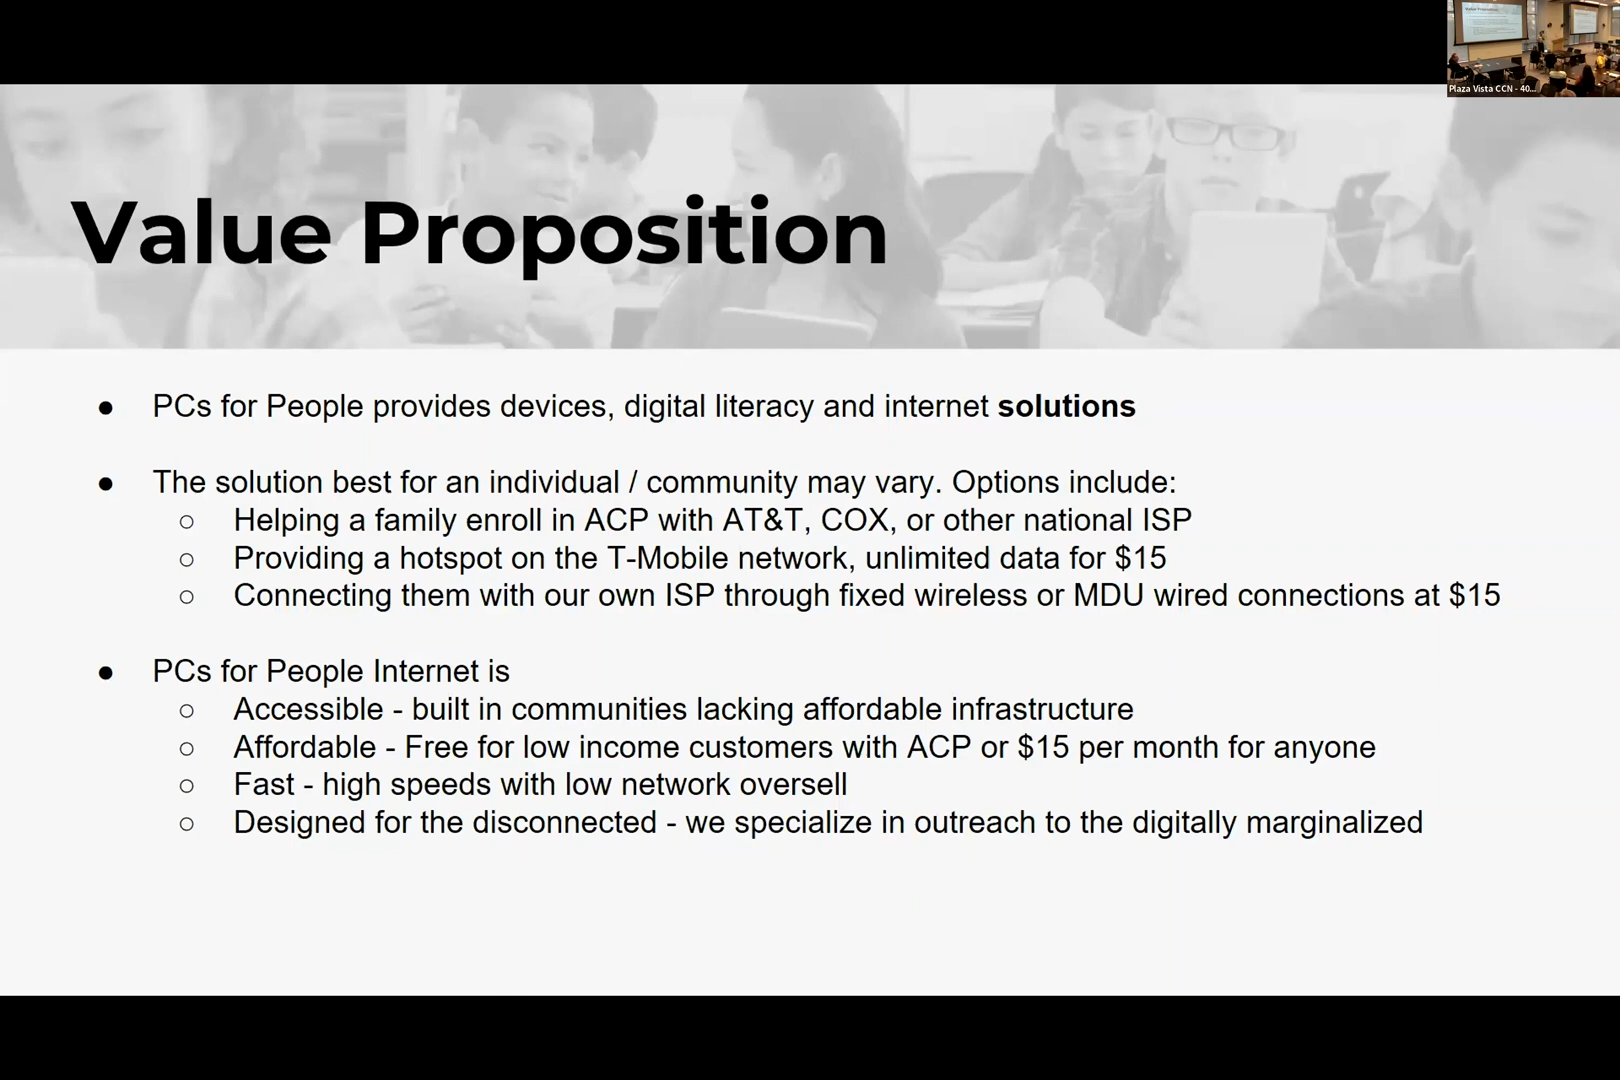 Plaza Vista CCN - 40...
Value Proposition
● PCs for People provides devices, digital literacy and internet solutions
● The solution best for an individual / community may vary. Options include:
○ Helping a family enroll in ACP with AT&T, COX, or other national ISP
○ Providing a hotspot on the T-Mobile network, unlimited data for $15
○ Connecting them with our own ISP through fixed wireless or MDU wired connections at $15
● PCs for People Internet is
○ Accessible - built in communities lacking affordable infrastructure
○ Affordable - Free for low income customers with ACP or $15 per month for anyone
○ Fast - high speeds with low network oversell
○ Designed for the disconnected - we specialize in outreach to the digitally marginalized